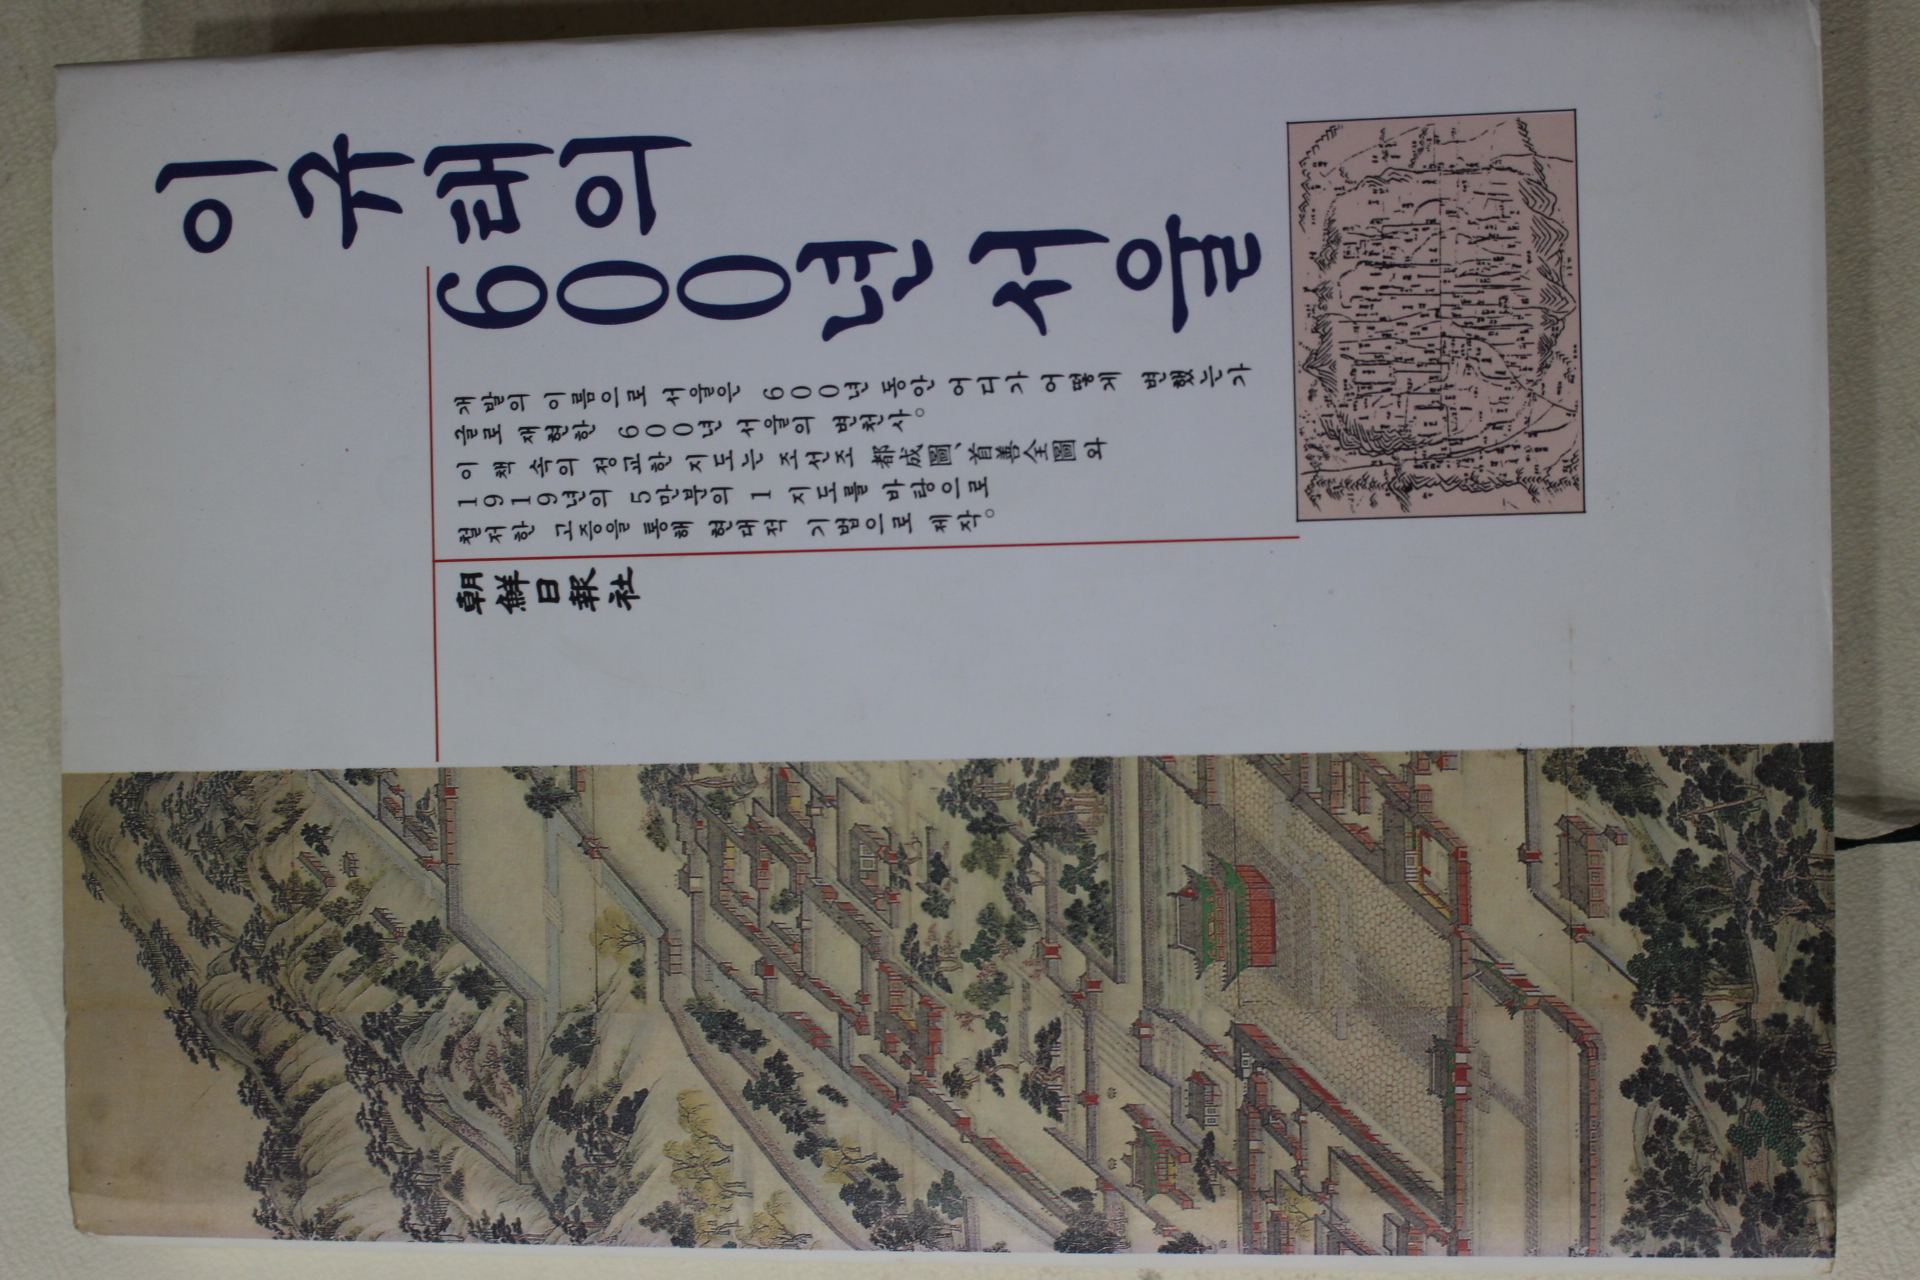 이규태의
600년 서울
개발의 이름으로 서울은 600년 동안 어디가 어떻게 변했는가
글로 재현한 600년 서울의 변천사。
이 책 속의 정교한 지도는 조선조 都成圖、首善全圖와
1919년의 5만분의 1 지도를 바탕으로
철저한 고증을 통해 현대적 기법으로 제작。
朝鮮日報社